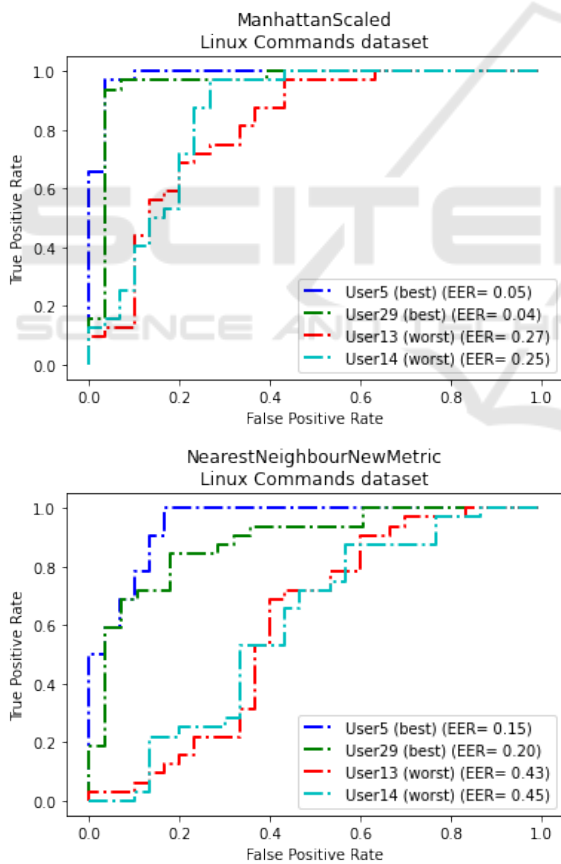 ManhattanScaled
Linux Commands dataset
True Positive Rate
1.0
0.8
0.6
0.4
0.2
0.0
User5 (best) (EER= 0.05)
User29 (best) (EER= 0.04)
User13 (worst) (EER= 0.27)
User14 (worst) (EER= 0.25)
0.0 0.2 0.4 0.6 0.8 1.0
False Positive Rate
NearestNeighbourNewMetric
Linux Commands dataset
True Positive Rate
1.0
0.8
0.6
0.4
0.2
0.0
User5 (best) (EER= 0.15)
User29 (best) (EER= 0.20)
User13 (worst) (EER= 0.43)
User14 (worst) (EER= 0.45)
0.0 0.2 0.4 0.6 0.8 1.0
False Positive Rate
SCITE
SCIENCE AND TECHN